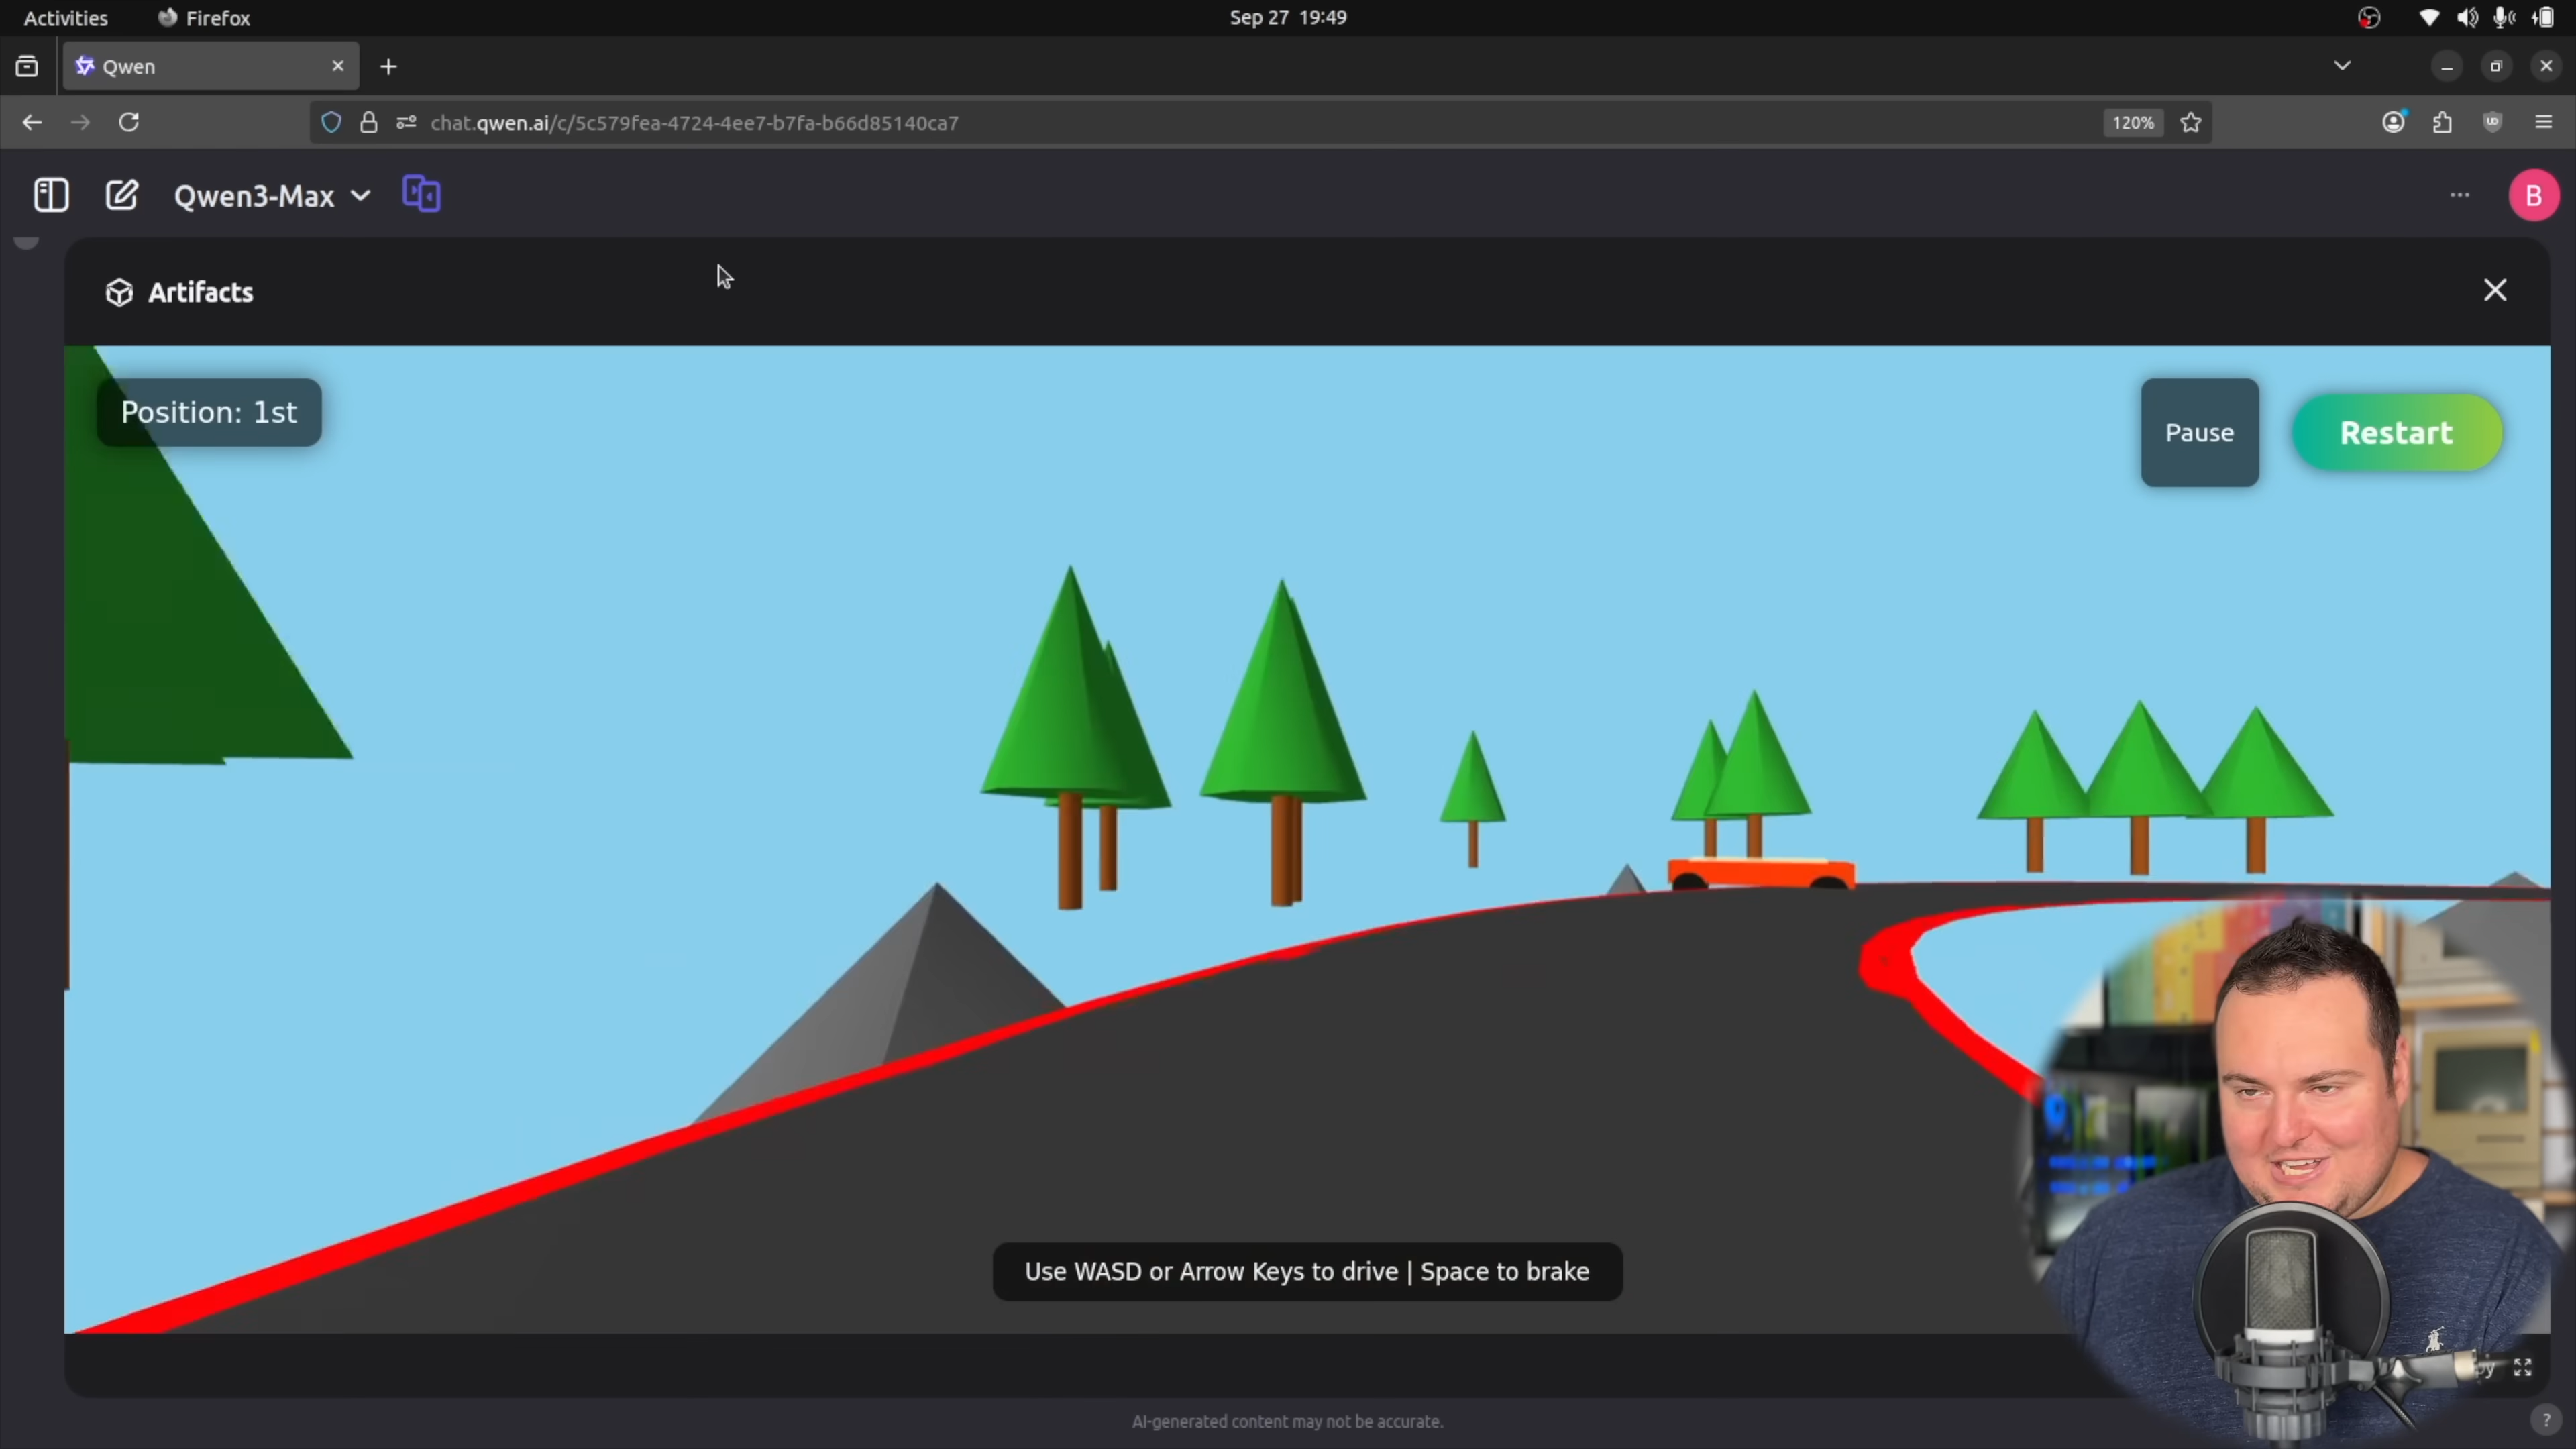 Activities
Firefox
Sep 27 19:49
Qwen
chat.qwen.ai/c/5c579fea-4724-4ee7-b7fa-b66d85140ca7
120%
Qwen3-Max
B
Artifacts
Position: 1st
Pause
Restart
Use WASD or Arrow Keys to drive | Space to brake
AI-generated content may not be accurate.
?